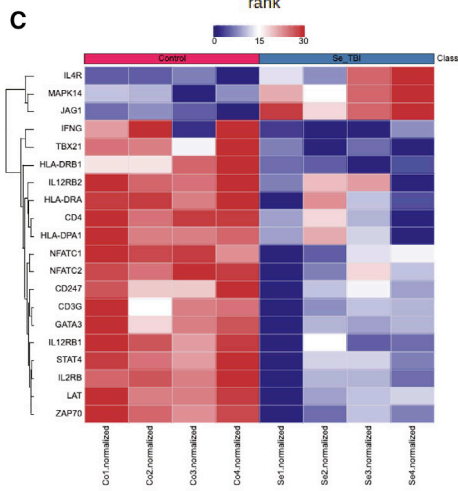 rank
C
0 15 30
Control Se_TBI Class
IL4R
MAPK14
JAG1
IFNG
TBX21
HLA-DRB1
IL12RB2
HLA-DRA
CD4
HLA-DPA1
NFATC1
NFATC2
CD247
CD3G
GATA3
IL12RB1
STAT4
IL2RB
LAT
ZAP70
Co1.normalized
Co2.normalized
Co3.normalized
Co4.normalized
Se1.normalized
Se2.normalized
Se3.normalized
Se4.normalized